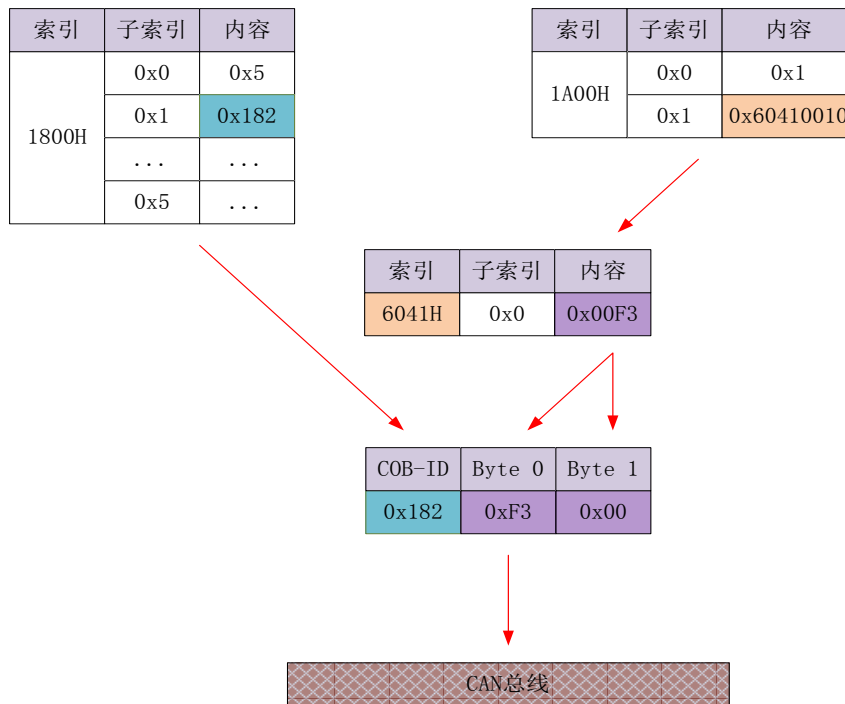 索引 子索引 内容
1800H
0x0 0x5
0x1 0x182
... ...
0x5 ...
索引 子索引 内容
1A00H
0x0 0x1
0x1 0x60410010
索引 子索引 内容
6041H 0x0 0x00F3
COB-ID Byte 0 Byte 1
0x182 0xF3 0x00
CAN总线